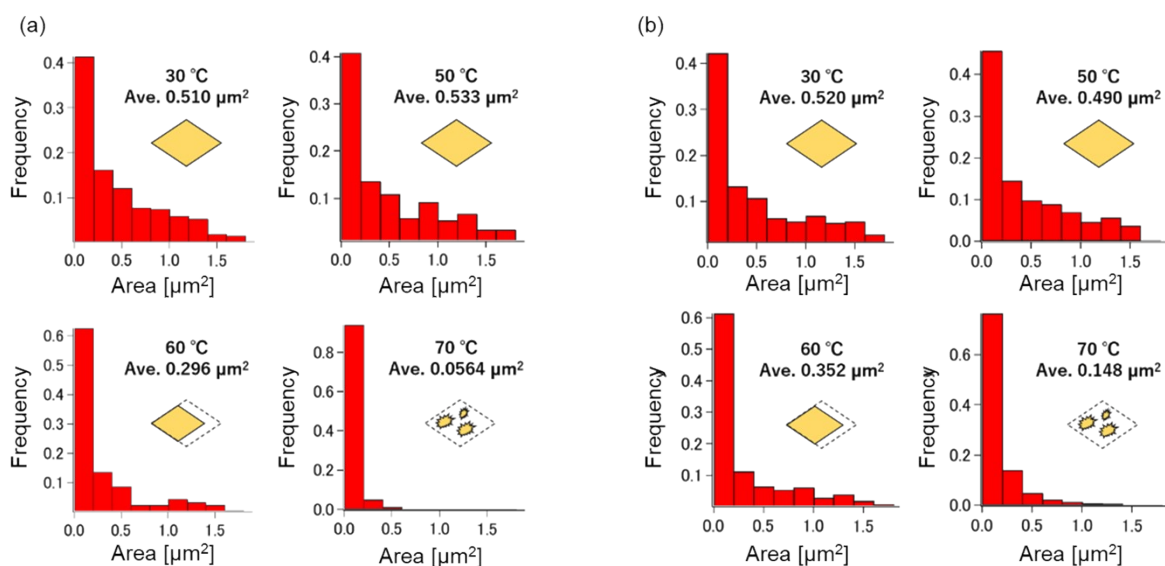 (a)
(b)
30 °C
Ave. 0.510 µm²
Frequency
0.4
0.3
0.2
0.1
0.0
0.5
1.0
1.5
Area [µm²]
50 °C
Ave. 0.533 µm²
Frequency
0.4
0.3
0.2
0.1
0.0
0.5
1.0
1.5
Area [µm²]
30 °C
Ave. 0.520 µm²
Frequency
0.4
0.3
0.2
0.1
0.0
0.5
1.0
1.5
Area [µm²]
50 °C
Ave. 0.490 µm²
Frequency
0.4
0.3
0.2
0.1
0.0
0.0
0.5
1.0
1.5
Area [µm²]
60 °C
Ave. 0.296 µm²
Frequency
0.6
0.5
0.4
0.3
0.2
0.1
0.0
0.5
1.0
1.5
Area [µm²]
70 °C
Ave. 0.0564 µm²
Frequency
0.8
0.6
0.4
0.2
0.0
0.0
0.5
1.0
1.5
Area [µm²]
60 °C
Ave. 0.352 µm²
Frequency
0.6
0.5
0.4
0.3
0.2
0.1
0.0
0.5
1.0
1.5
Area [µm²]
70 °C
Ave. 0.148 µm²
Frequency
0.6
0.4
0.2
0.0
0.0
0.5
1.0
1.5
Area [µm²]